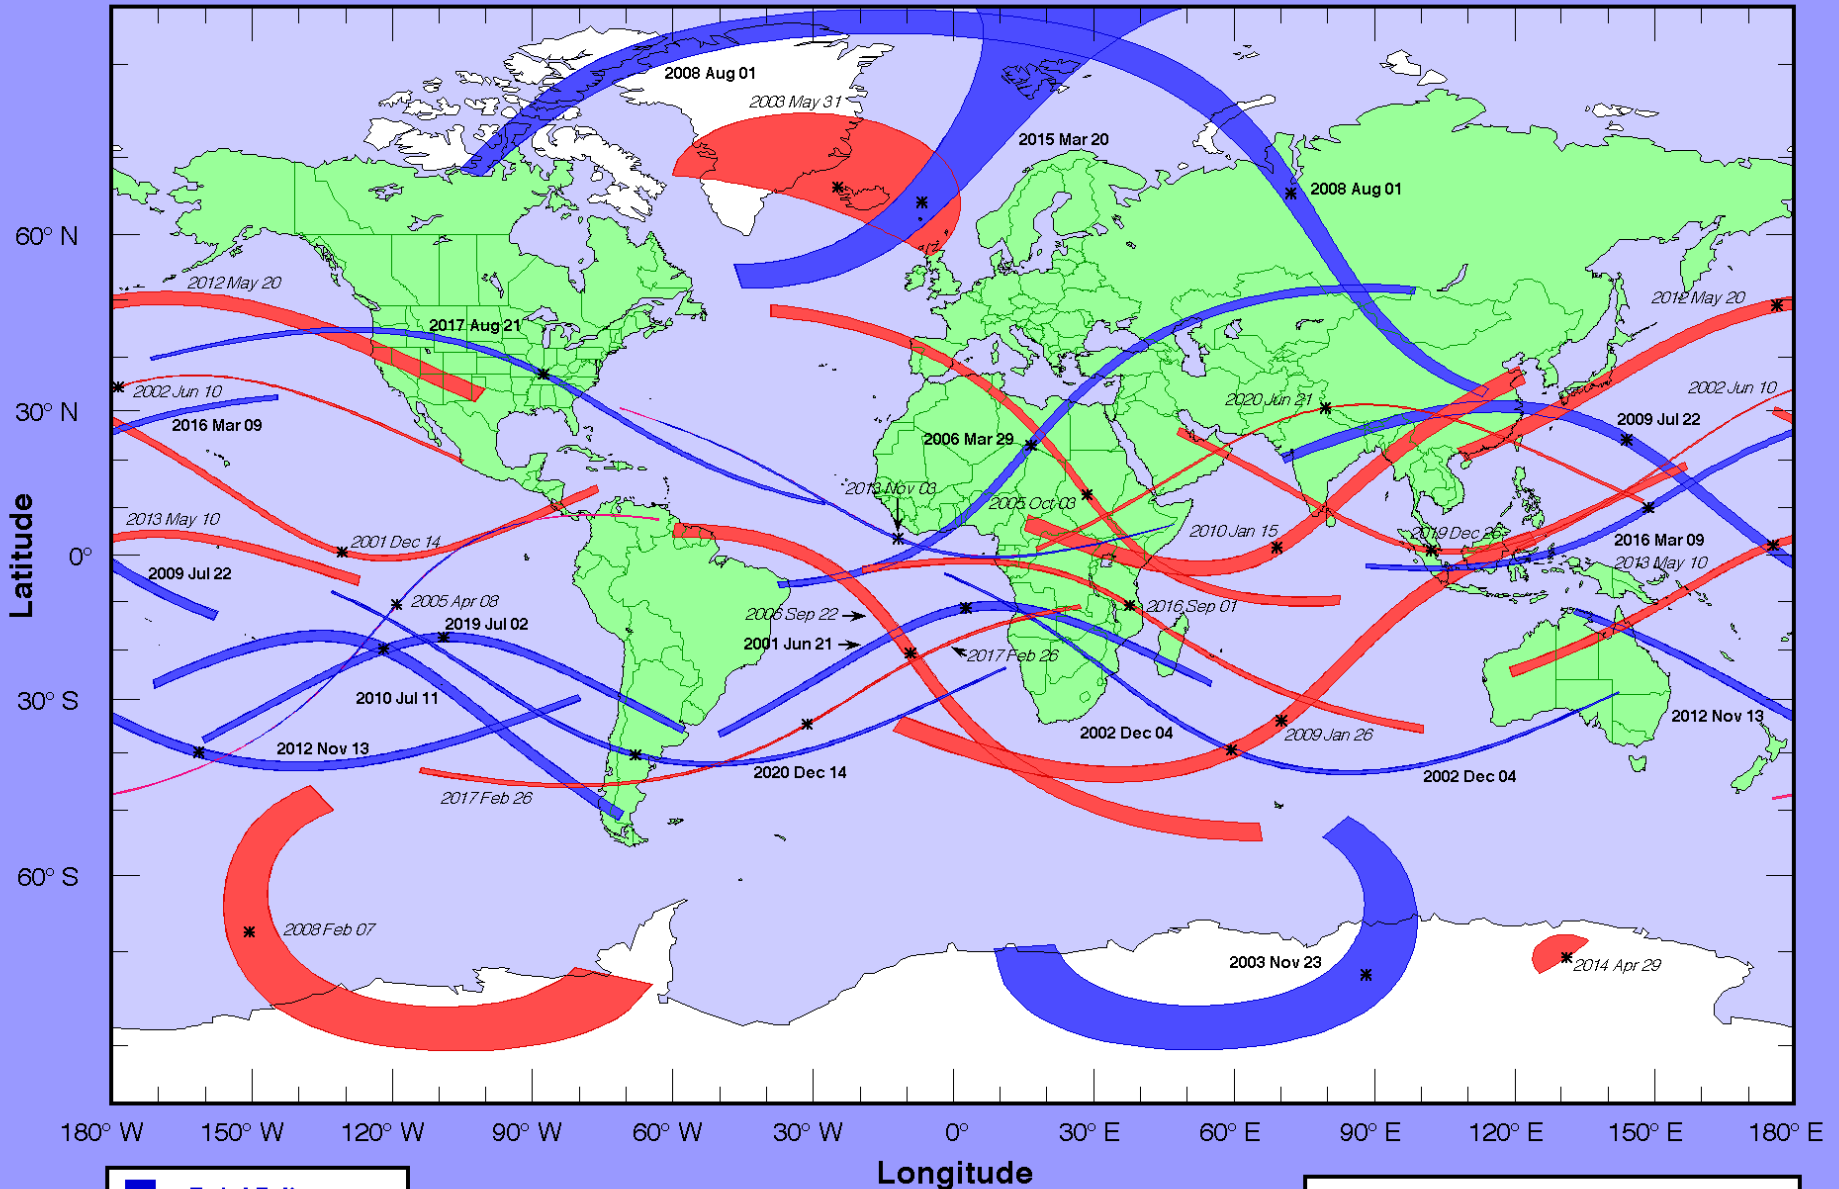 2008 Aug 01
2003 May 31
2015 Mar 20
2008 Aug 01
60° N
2012 May 20
2012 May 20
2017 Aug 21
2002 Jun 10
2002 Jun 10
2020 Jun 21
30° N
2016 Mar 09
2009 Jul 22
2006 Mar 29
2013 Nov 03
2005 Oct 03
2013 May 10
2010 Jan 15
2019 Dec 26
2001 Dec 14
2016 Mar 09
0°
2013 May 10
2009 Jul 22
2005 Apr 08
2016 Sep 01
2006 Sep 22
2019 Jul 02
2001 Jun 21
2017 Feb 26
2010 Jul 11
30° S
2012 Nov 13
2002 Dec 04
2009 Jan 26
2012 Nov 13
2020 Dec 14
2002 Dec 04
2017 Feb 26
60° S
2008 Feb 07
2003 Nov 23
2014 Apr 29
Latitude
180° W 150° W 120° W 90° W 60° W 30° W 0° 30° E 60° E 90° E 120° E 150° E 180° E
Longitude